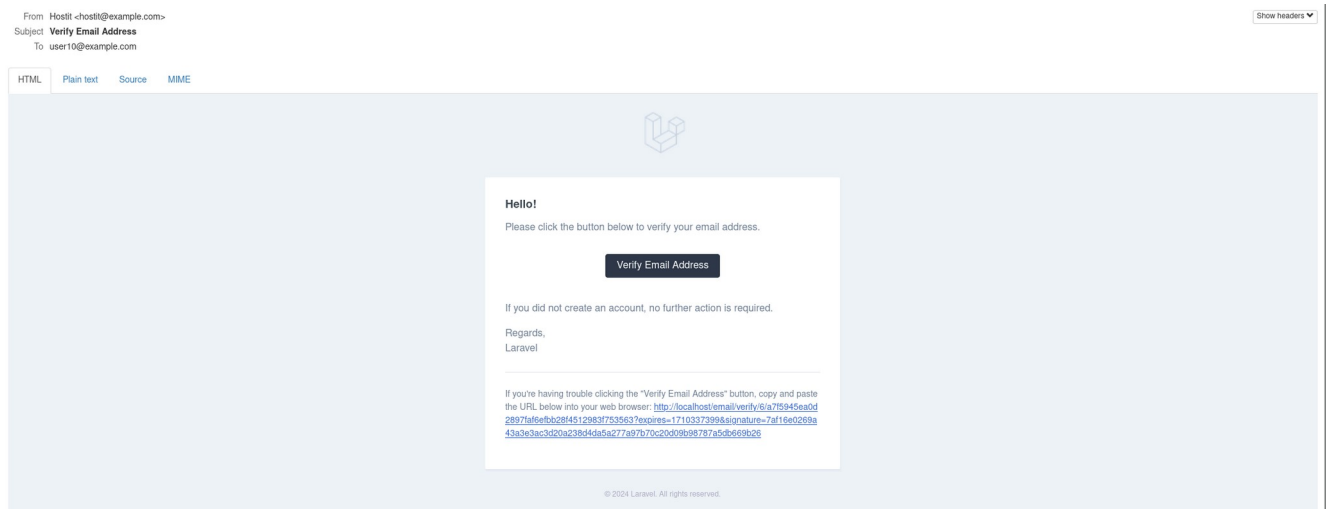 From Hostit <hostit@example.com>
Show headers
Subject Verify Email Address
To user10@example.com
HTML Plain text Source MIME
Hello!
Please click the button below to verify your email address.
Verify Email Address
If you did not create an account, no further action is required.
Regards,
Laravel
If you're having trouble clicking the "Verify Email Address" button, copy and paste
the URL below into your web browser: http://localhost/email/verify/6/a7f5945ea0d
2897faf6efbb28f4512983f753563?expires=1710337399&signature=7af16e0269a
43a3e3ac3d20a238d4da5a277a97b70c20d09b98787a5db669b26
© 2024 Laravel. All rights reserved.